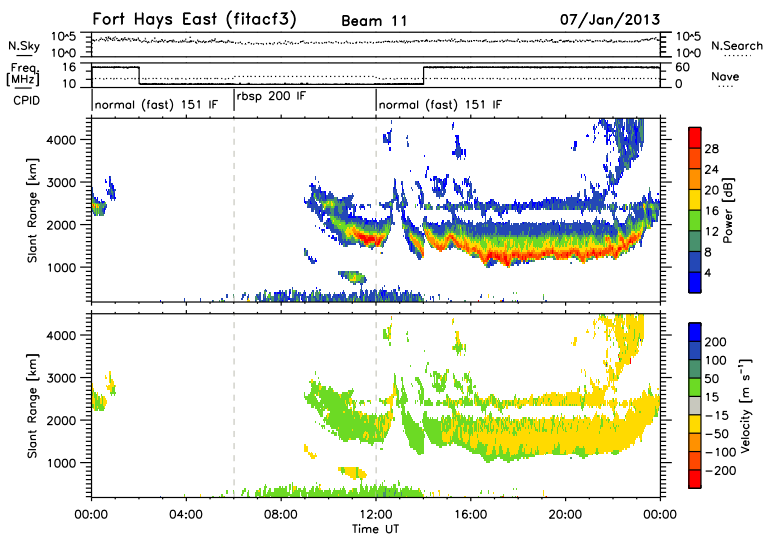 Fort Hays East (fitacf3) Beam 11 07/Jan/2013
N.Sky 10^5 10^0 10^5 10^0 N.Search
Freq. [MHz] 16 10 60 0 Nave
CPID normal (fast) 151 IF rbsp 200 IF normal (fast) 151 IF
Slant Range [km] 4000 3000 2000 1000
Power [dB] 28 24 20 16 12 8 4
Slant Range [km] 4000 3000 2000 1000
Velocity [m s⁻¹] 200 100 50 15 -15 -50 -100 -200
00:00 04:00 08:00 12:00 16:00 20:00 00:00
Time UT